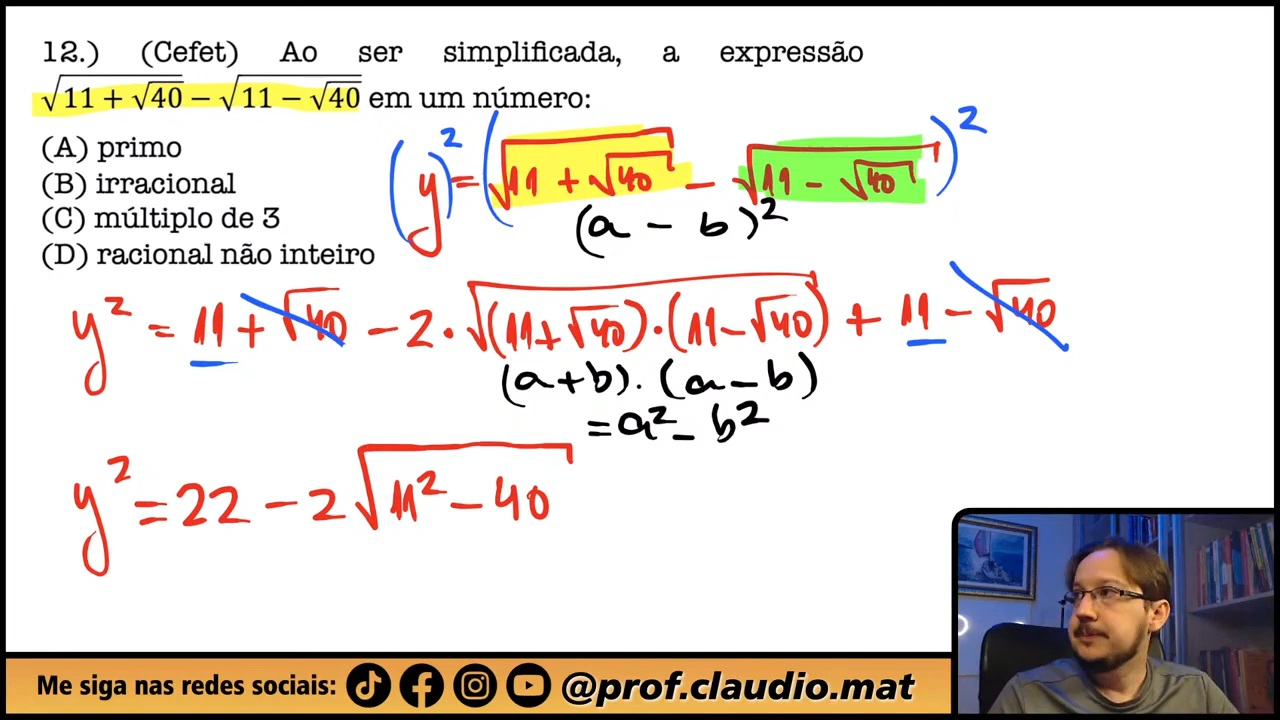 12.) (Cefet) Ao ser simplificada, a expressão
√(11 + √40) − √(11 − √40) em um número:
(A) primo
(B) irracional
(C) múltiplo de 3
(D) racional não inteiro
(y)² = (√(11 + √40) − √(11 − √40))²
(a − b)²
y² = 11 + √40 − 2 · √((11+√40) · (11−√40)) + 11 − √40
(a+b) · (a−b)
= a² − b²
y² = 22 − 2√(11² − 40)
Me siga nas redes sociais: @prof.claudio.mat